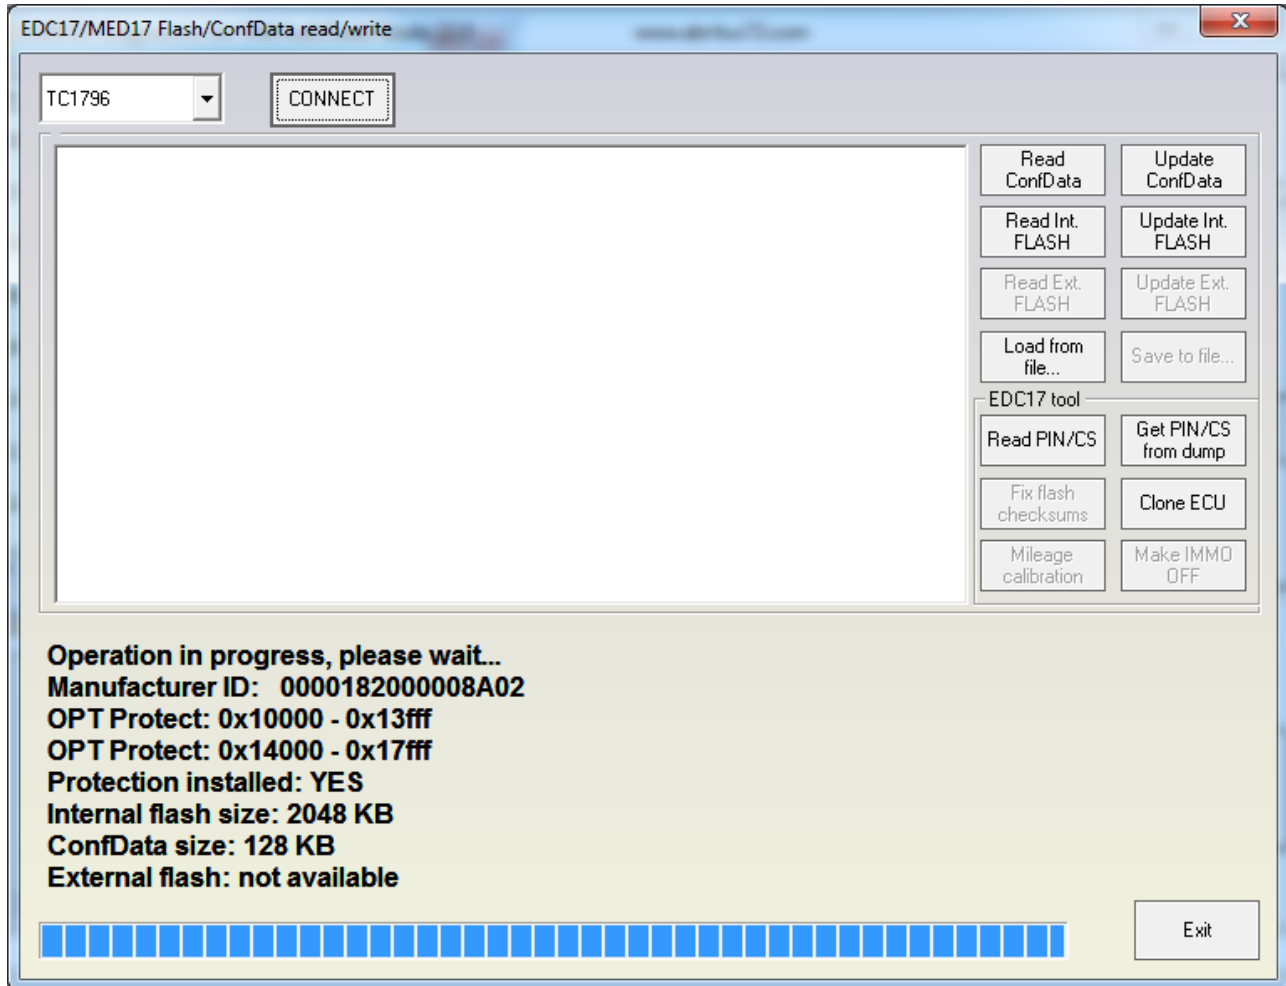 EDC17/MED17 Flash/ConfData read/write
TC1796
CONNECT
Read
ConfData
Update
ConfData
Read Int.
FLASH
Update Int.
FLASH
Read Ext.
FLASH
Update Ext.
FLASH
Load from
file...
Save to file...
EDC17 tool
Read PIN/CS
Get PIN/CS
from dump
Fix flash
checksums
Clone ECU
Mileage
calibration
Make IMMO
OFF
Operation in progress, please wait...
Manufacturer ID: 0000182000008A02
OPT Protect: 0x10000 - 0x13fff
OPT Protect: 0x14000 - 0x17fff
Protection installed: YES
Internal flash size: 2048 KB
ConfData size: 128 KB
External flash: not available
Exit